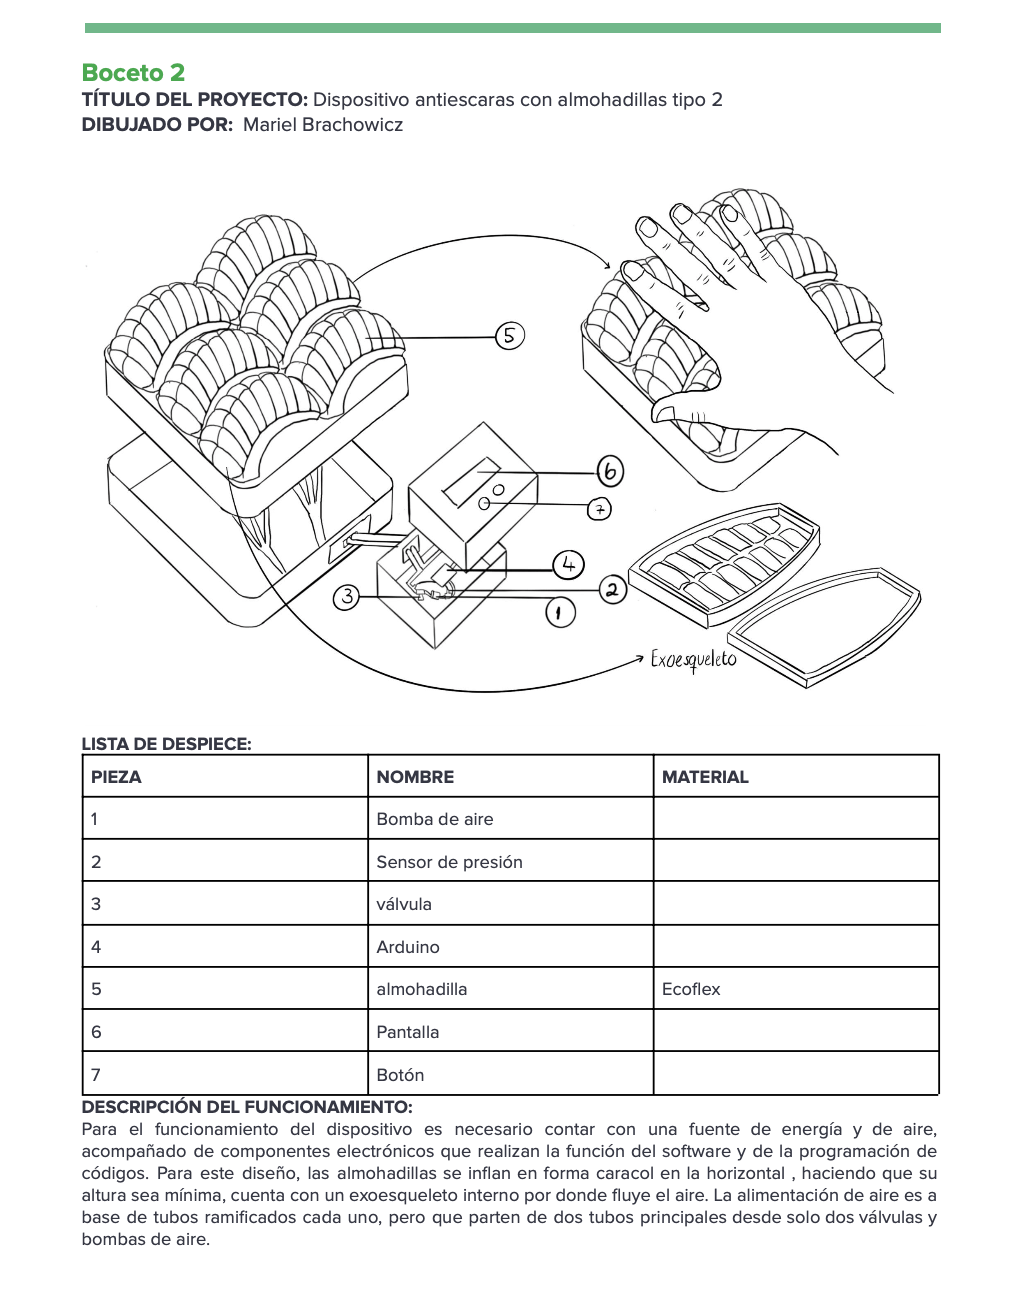 Boceto 2
TÍTULO DEL PROYECTO: Dispositivo antiescaras con almohadillas tipo 2
DIBUJADO POR: Mariel Brachowicz
5
6
7
4
3
2
1
Exoesqueleto
LISTA DE DESPIECE:
PIEZA NOMBRE MATERIAL
1 Bomba de aire
2 Sensor de presión
3 válvula
4 Arduino
5 almohadilla Ecoflex
6 Pantalla
7 Botón
DESCRIPCIÓN DEL FUNCIONAMIENTO:
Para el funcionamiento del dispositivo es necesario contar con una fuente de energía y de aire,
acompañado de componentes electrónicos que realizan la función del software y de la programación de
códigos. Para este diseño, las almohadillas se inflan en forma caracol en la horizontal , haciendo que su
altura sea mínima, cuenta con un exoesqueleto interno por donde fluye el aire. La alimentación de aire es a
base de tubos ramificados cada uno, pero que parten de dos tubos principales desde solo dos válvulas y
bombas de aire.